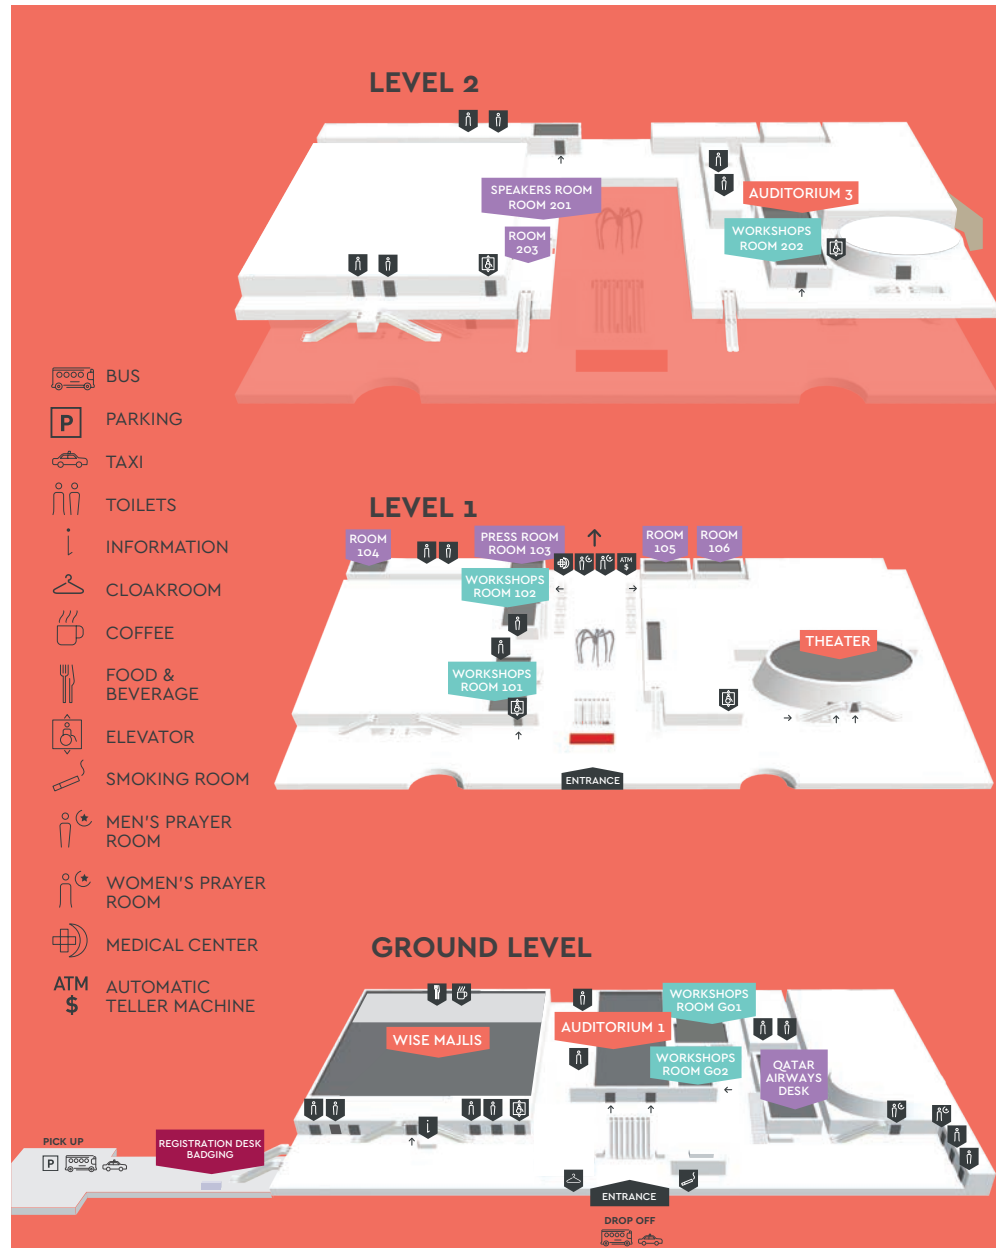 LEVEL 2
SPEAKERS ROOM
ROOM 201
AUDITORIUM 3
WORKSHOPS
ROOM 202
ROOM
203
BUS
P
PARKING
TAXI
TOILETS
i
INFORMATION
CLOAKROOM
COFFEE
FOOD &
BEVERAGE
ELEVATOR
SMOKING ROOM
MEN'S PRAYER
ROOM
WOMEN'S PRAYER
ROOM
MEDICAL CENTER
ATM
$
AUTOMATIC
TELLER MACHINE
LEVEL 1
ROOM
104
PRESS ROOM
ROOM 103
ATM
$
ROOM
105
ROOM
106
WORKSHOPS
ROOM 102
THEATER
WORKSHOPS
ROOM 101
ENTRANCE
GROUND LEVEL
WORKSHOPS
ROOM G01
AUDITORIUM 1
WISE MAJLIS
WORKSHOPS
ROOM G02
QATAR
AIRWAYS
DESK
i
PICK UP
P
REGISTRATION DESK
BADGING
ENTRANCE
DROP OFF